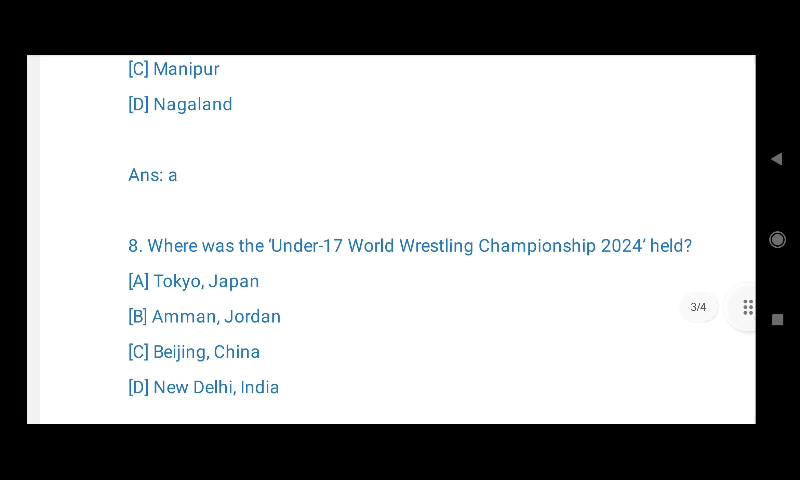 [C] Manipur
[D] Nagaland
Ans: a
8. Where was the ‘Under-17 World Wrestling Championship 2024’ held?
[A] Tokyo, Japan
[B] Amman, Jordan
3/4
[C] Beijing, China
[D] New Delhi, India